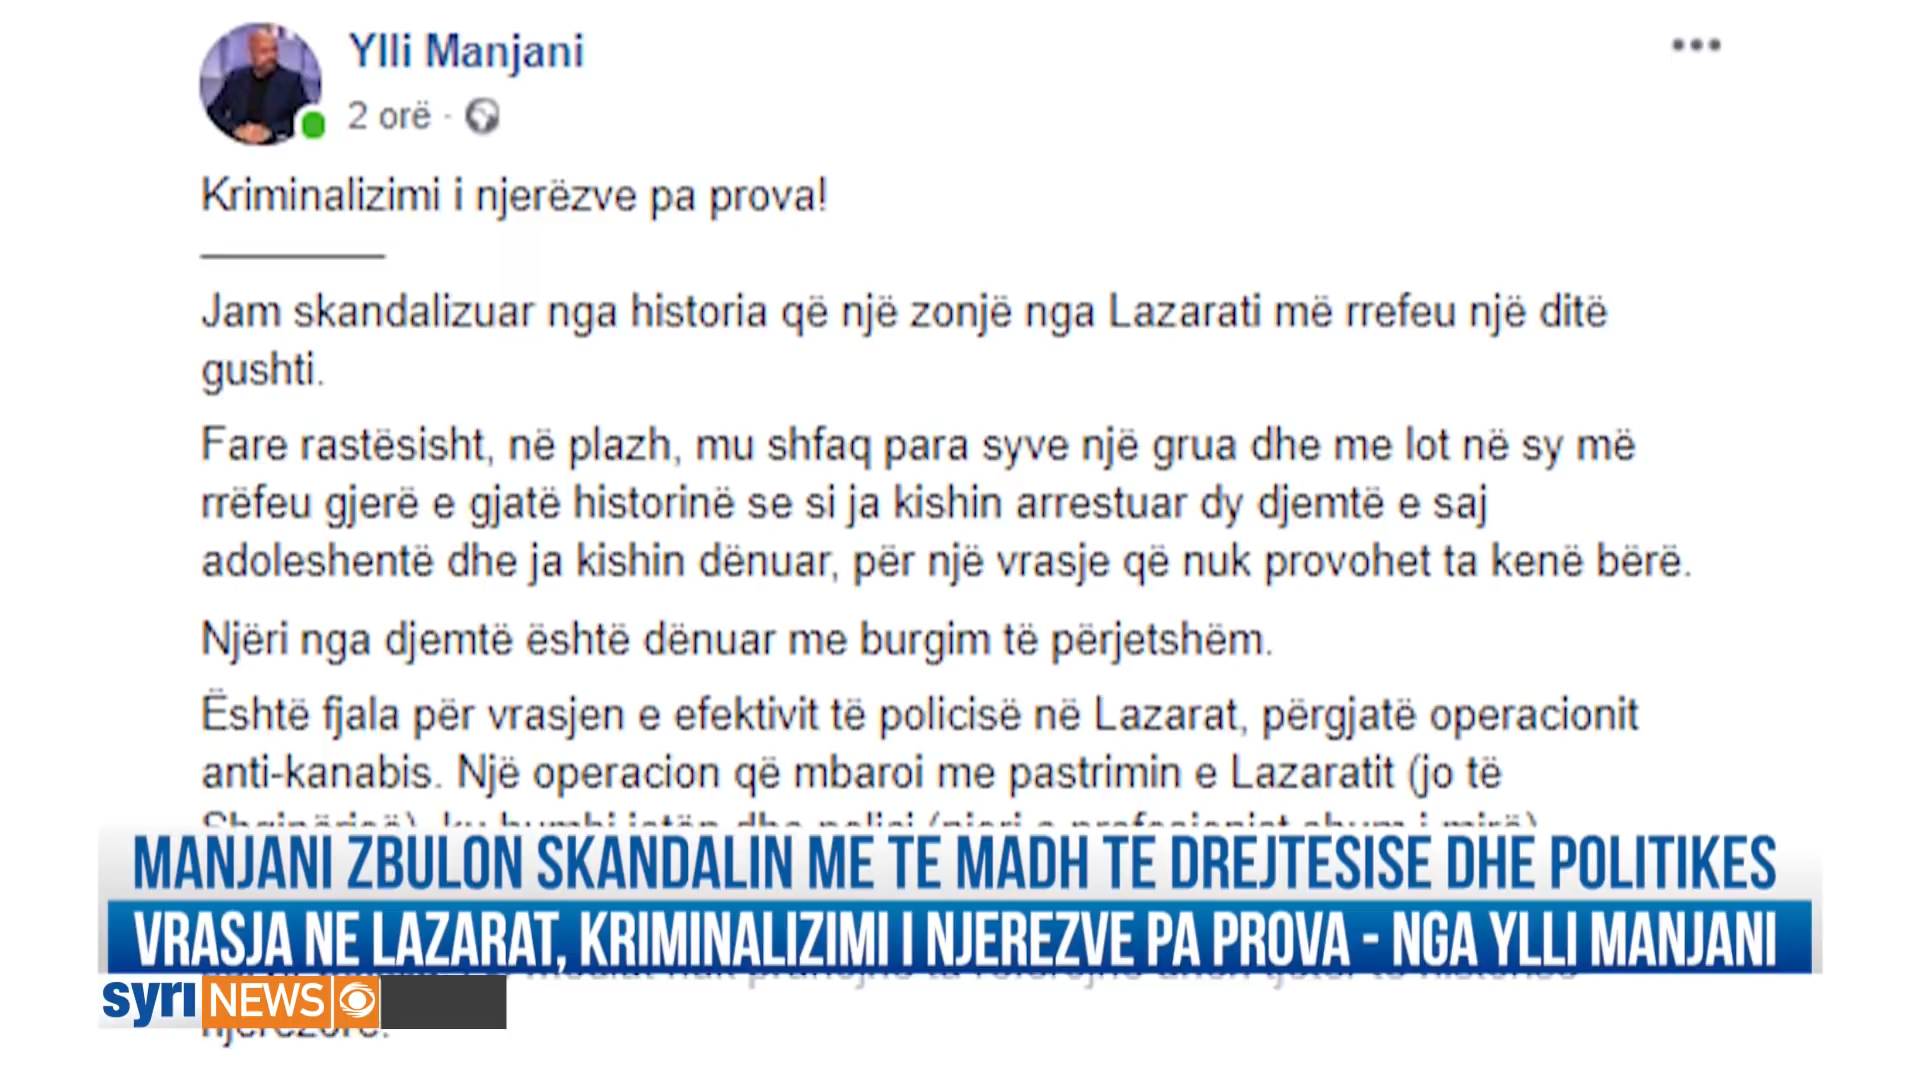 Ylli Manjani
2 orë ·
Kriminalizimi i njerëzve pa prova!
Jam skandalizuar nga historia që një zonjë nga Lazarati më rrefeu një ditë
gushti.
Fare rastësisht, në plazh, mu shfaq para syve një grua dhe me lot në sy më
rrëfeu gjerë e gjatë historinë se si ja kishin arrestuar dy djemtë e saj
adoleshentë dhe ja kishin dënuar, për një vrasje që nuk provohet ta kenë bërë.
Njëri nga djemtë është dënuar me burgim të përjetshëm.
Është fjala për vrasjen e efektivit të policisë në Lazarat, përgjatë operacionit
anti-kanabis. Një operacion që mbaroi me pastrimin e Lazaratit (jo të
MANJANI ZBULON SKANDALIN ME TE MADH TE DREJTESISE DHE POLITIKES
VRASJA NE LAZARAT, KRIMINALIZIMI I NJEREZVE PA PROVA - NGA YLLI MANJANI
syri NEWS